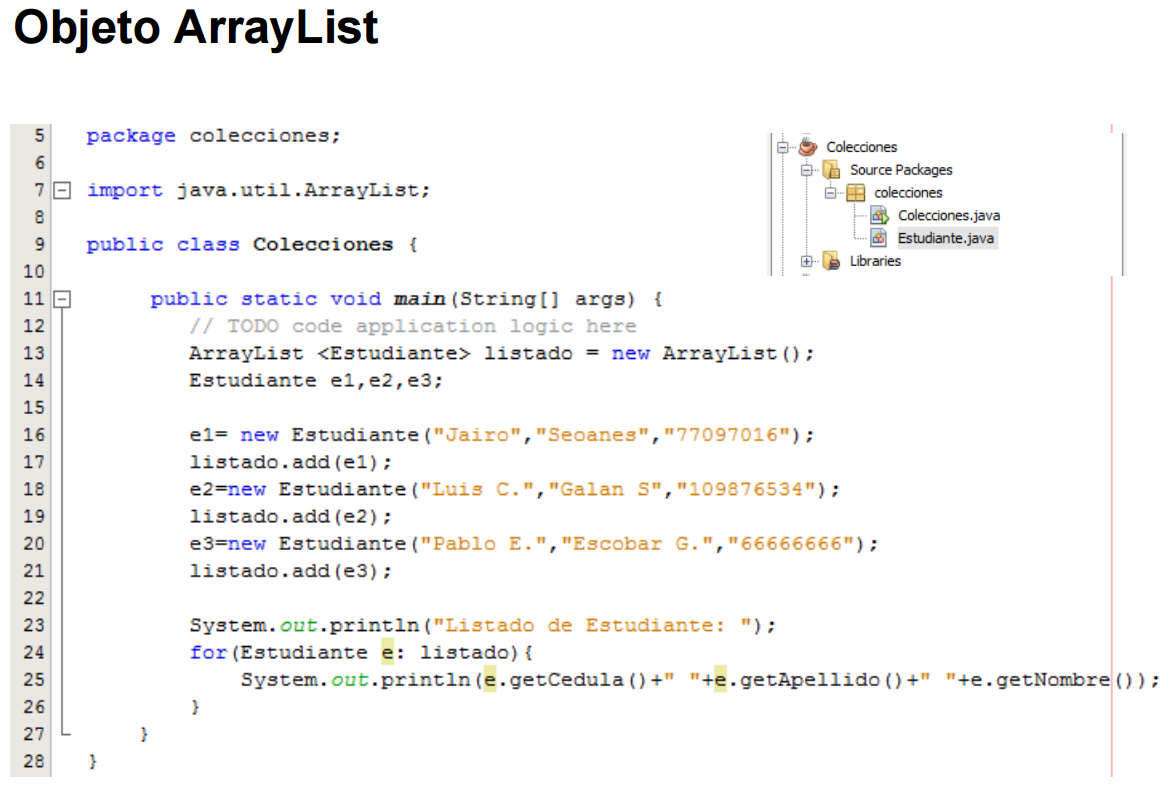 Objeto ArrayList
5 package colecciones;
6
7 import java.util.ArrayList;
8
9 public class Colecciones {
10
11 public static void main(String[] args) {
12 // TODO code application logic here
13 ArrayList <Estudiante> listado = new ArrayList();
14 Estudiante e1,e2,e3;
15
16 e1= new Estudiante("Jairo","Seoanes","77097016");
17 listado.add(e1);
18 e2=new Estudiante("Luis C.","Galan S","109876534");
19 listado.add(e2);
20 e3=new Estudiante("Pablo E.","Escobar G.","66666666");
21 listado.add(e3);
22
23 System.out.println("Listado de Estudiante: ");
24 for(Estudiante e: listado){
25 System.out.println(e.getCedula()+" "+e.getApellido()+" "+e.getNombre());
26 }
27 }
28 }
Colecciones
Source Packages
colecciones
Colecciones.java
Estudiante.java
Libraries